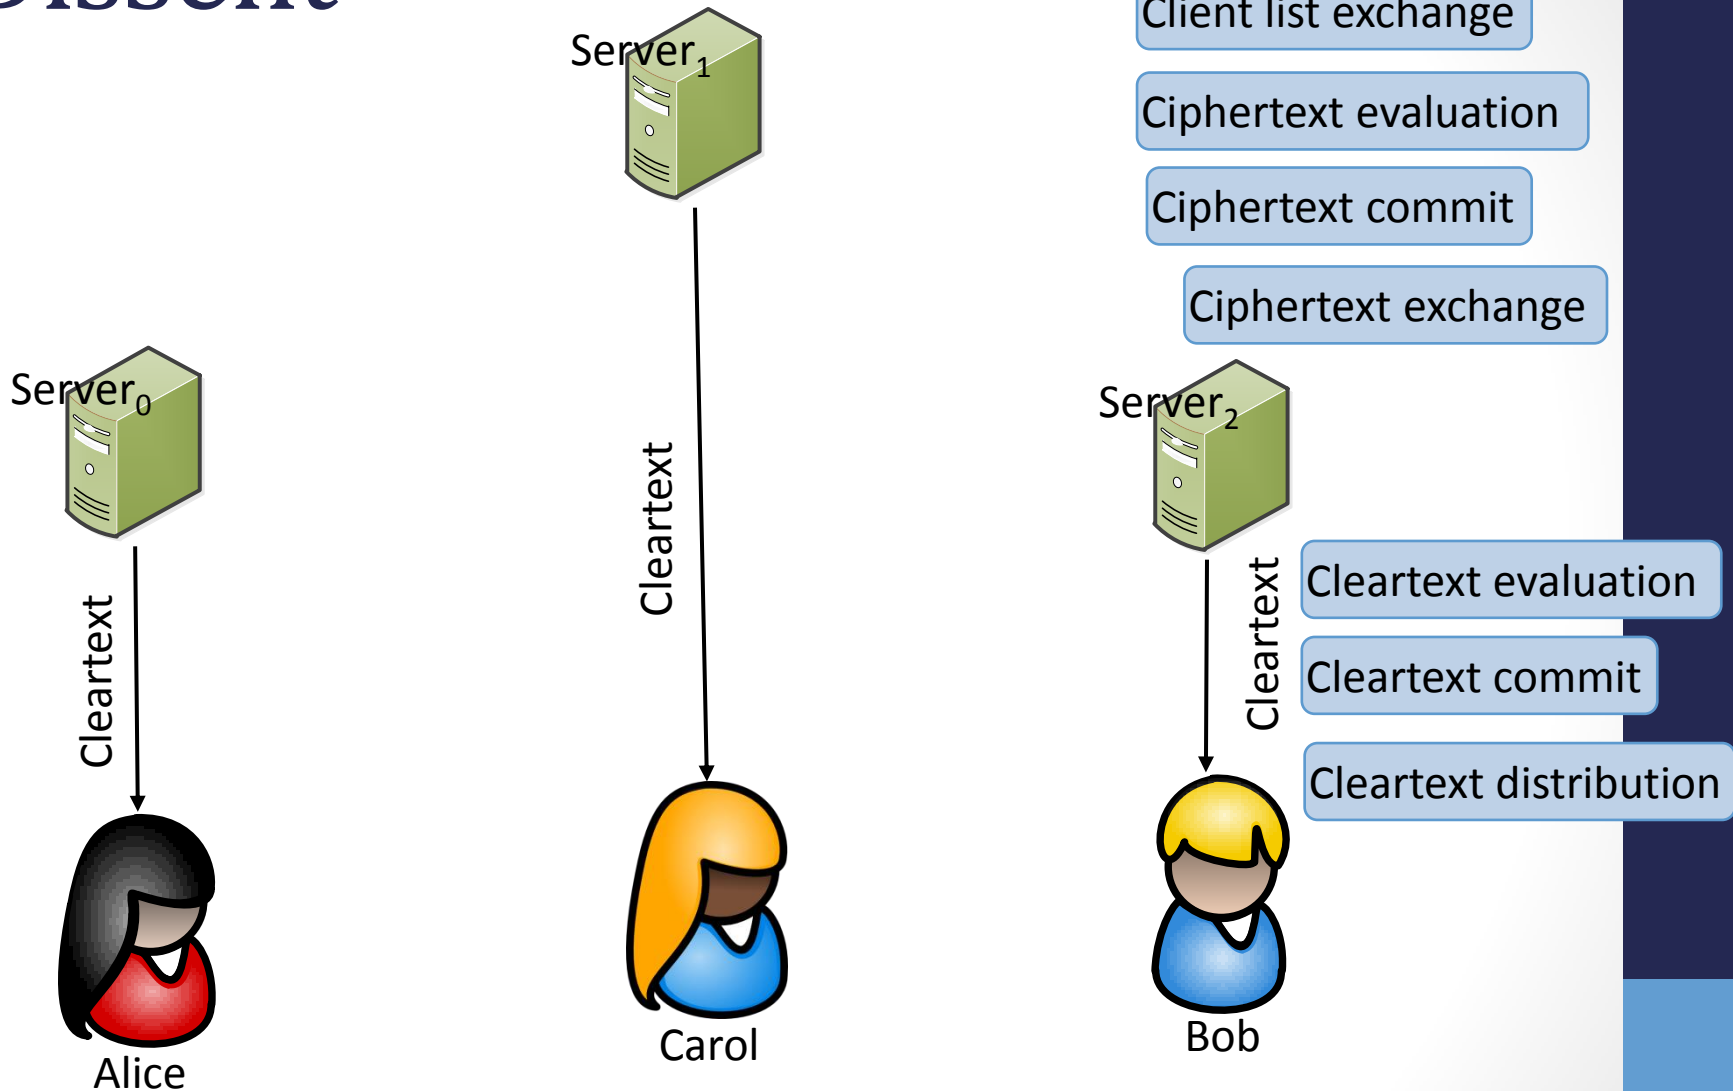 Dissent
Client list exchange
Server₁
Ciphertext evaluation
Ciphertext commit
Ciphertext exchange
Server₀
Server₂
Cleartext
Cleartext
Cleartext
Cleartext evaluation
Cleartext commit
Cleartext distribution
Alice
Carol
Bob